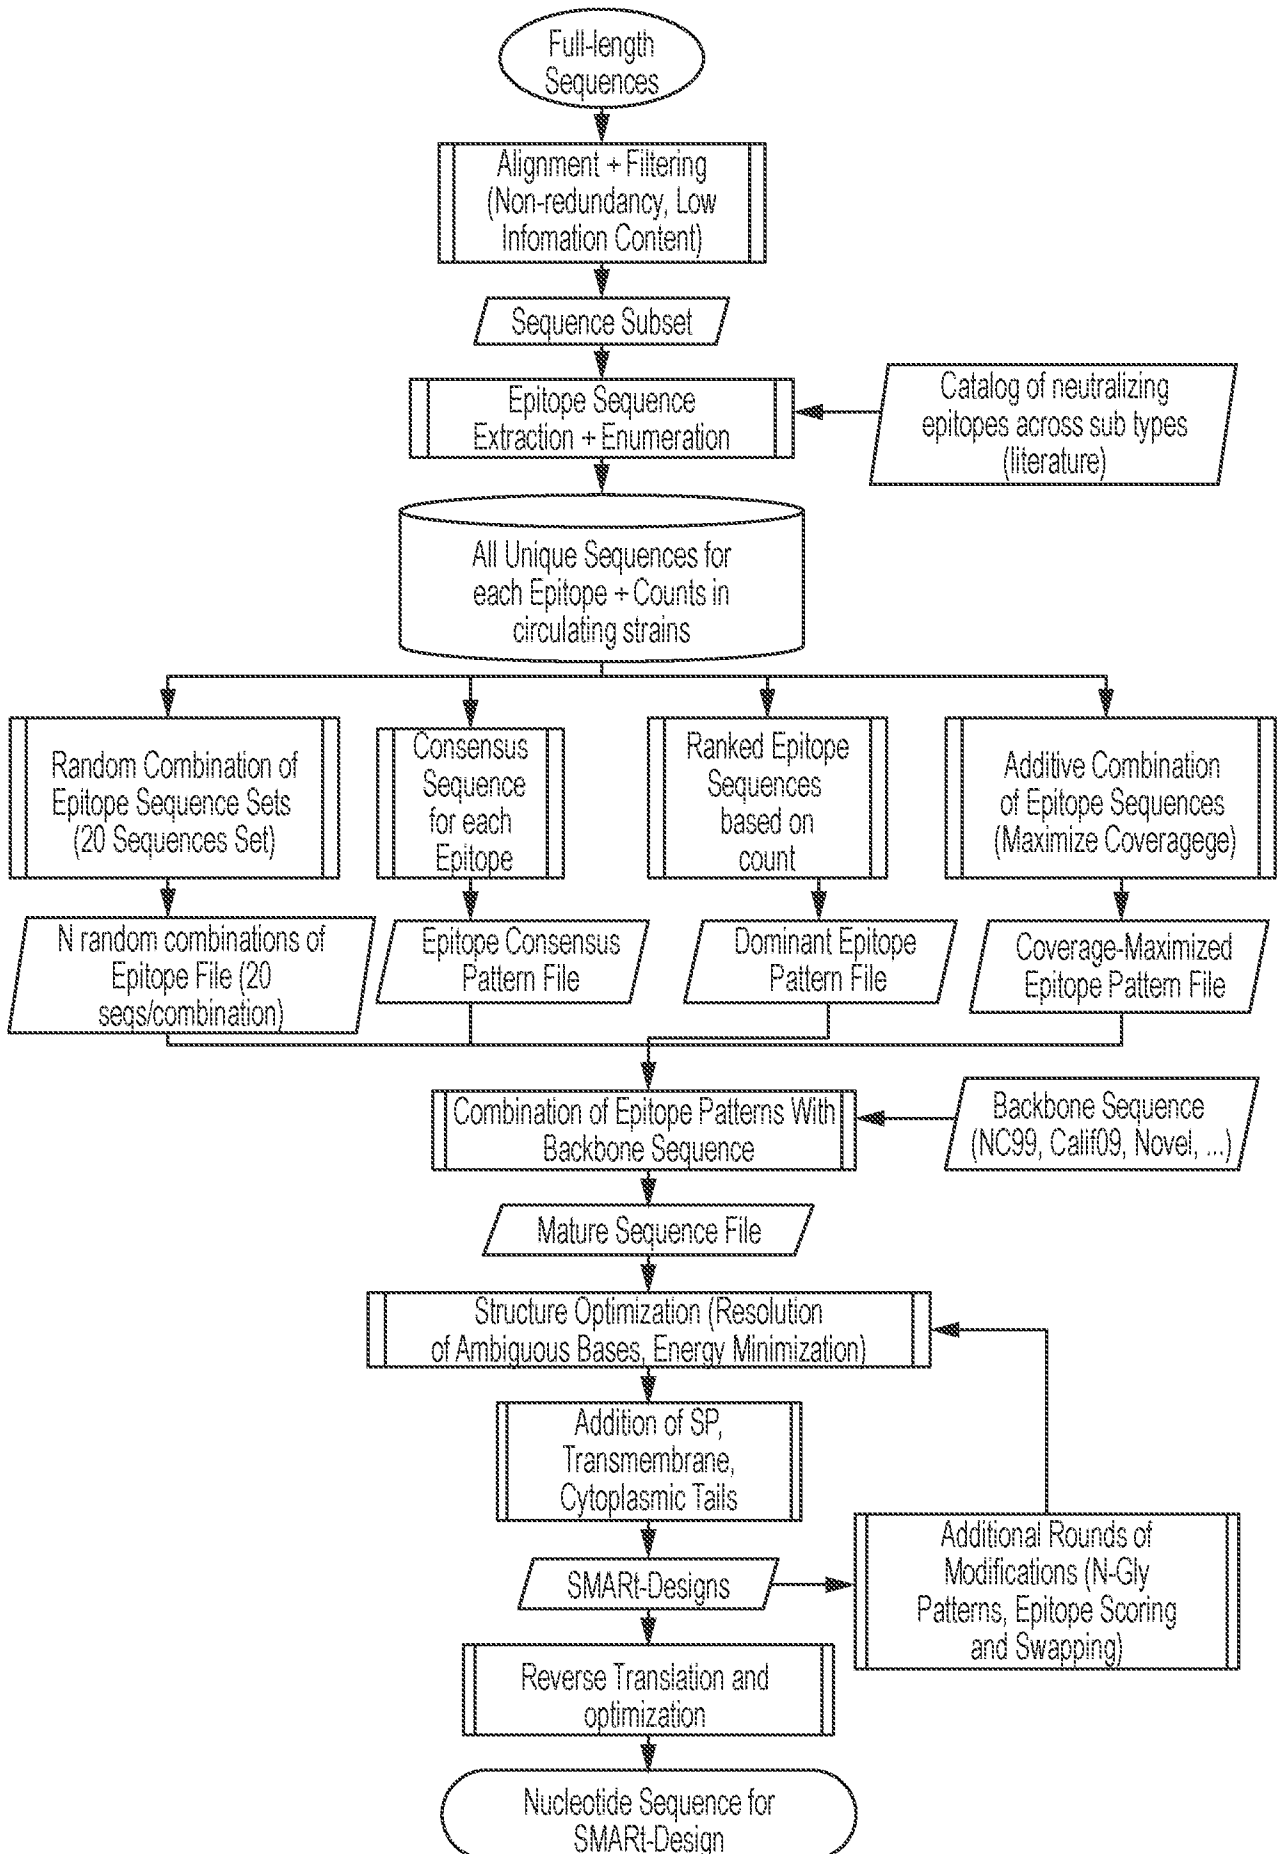 Full-length
Sequences
Alignment + Filtering
(Non-redundancy, Low
Infomation Content)
Sequence Subset
Epitope Sequence
Extraction + Enumeration
Catalog of neutralizing
epitopes across sub types
(literature)
All Unique Sequences for
each Epitope + Counts in
circulating strains
Random Combination of
Epitope Sequence Sets
(20 Sequences Set)
Consensus
Sequence
for each
Epitope
Ranked Epitope
Sequences
based on
count
Additive Combination
of Epitope Sequences
(Maximize Coveragege)
N random combinations of
Epitope File (20
seqs/combination)
Epitope Consensus
Pattern File
Dominant Epitope
Pattern File
Coverage-Maximized
Epitope Pattern File
Combination of Epitope Patterns With
Backbone Sequence
Backbone Sequence
(NC99, Calif09, Novel, ...)
Mature Sequence File
Structure Optimization (Resolution
of Ambiguous Bases, Energy Minimization)
Addition of SP,
Transmembrane,
Cytoplasmic Tails
SMARt-Designs
Additional Rounds of
Modifications (N-Gly
Patterns, Epitope Scoring
and Swapping)
Reverse Translation and
optimization
Nucleotide Sequence for
SMARt-Design